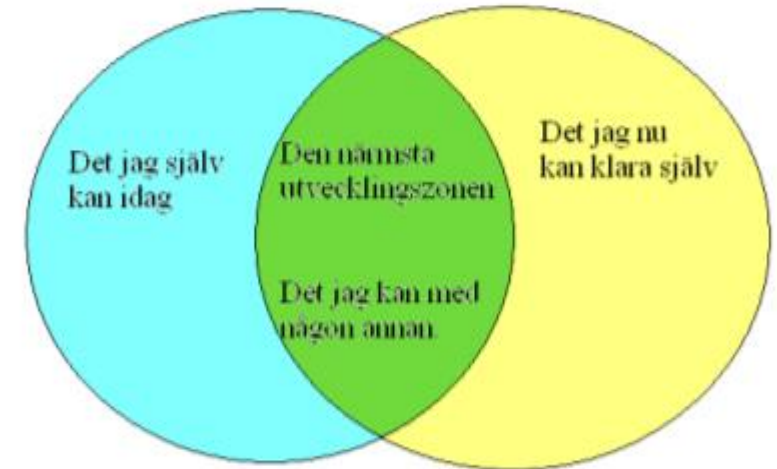 Det jag själv
kan idag
Den närmsta
utvecklingszonen
Det jag kan med
någon annan.
Det jag nu
kan klara själv